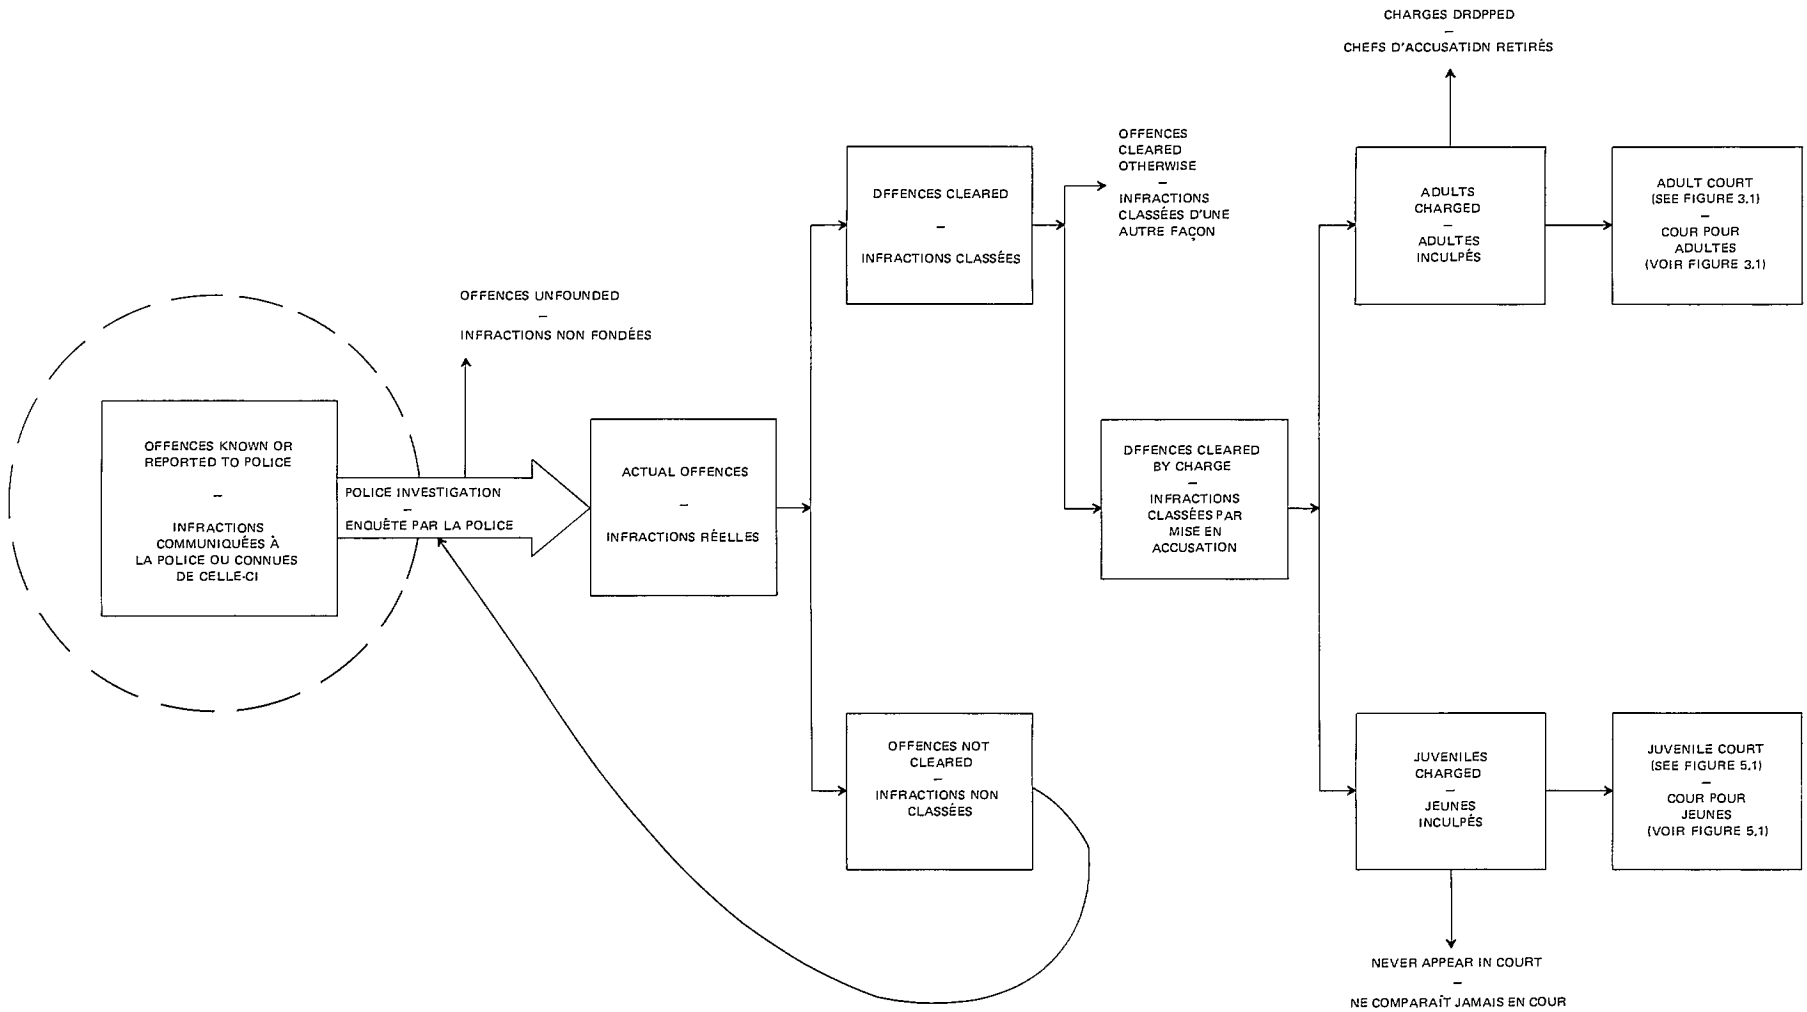 CHARGES DRDPPED
–
CHEFS D'ACCUSATIDN RETIRÉS
OFFENCES
CLEARED
OTHERWISE
–
INFRACTIONS
CLASSÉES D'UNE
AUTRE FAÇON
DFFENCES CLEARED
–
INFRACTIONS CLASSÉES
ADULTS
CHARGED
–
ADULTES
INCULPÉS
ADULT COURT
(SEE FIGURE 3.1)
–
COUR POUR
ADULTES
(VOIR FIGURE 3.1)
OFFENCES UNFOUNDED
–
INFRACTIONS NON FONDÉES
OFFENCES KNOWN OR
REPORTED TO POLICE
–
INFRACTIONS
COMMUNIQUÉES À
LA POLICE OU CONNUES
DE CELLE-CI
POLICE INVESTIGATION
–
ENQUÊTE PAR LA POLICE
ACTUAL OFFENCES
–
INFRACTIONS RÉELLES
DFFENCES CLEARED
BY CHARGE
–
INFRACTIONS
CLASSÉES PAR
MISE EN
ACCUSATION
OFFENCES NOT
CLEARED
–
INFRACTIONS NON
CLASSÉES
JUVENILES
CHARGED
–
JEUNES
INCULPÉS
JUVENILE COURT
(SEE FIGURE 5.1)
–
COUR POUR
JEUNES
(VOIR FIGURE 5.1)
NEVER APPEAR IN COURT
–
NE COMPARAÎT JAMAIS EN COUR